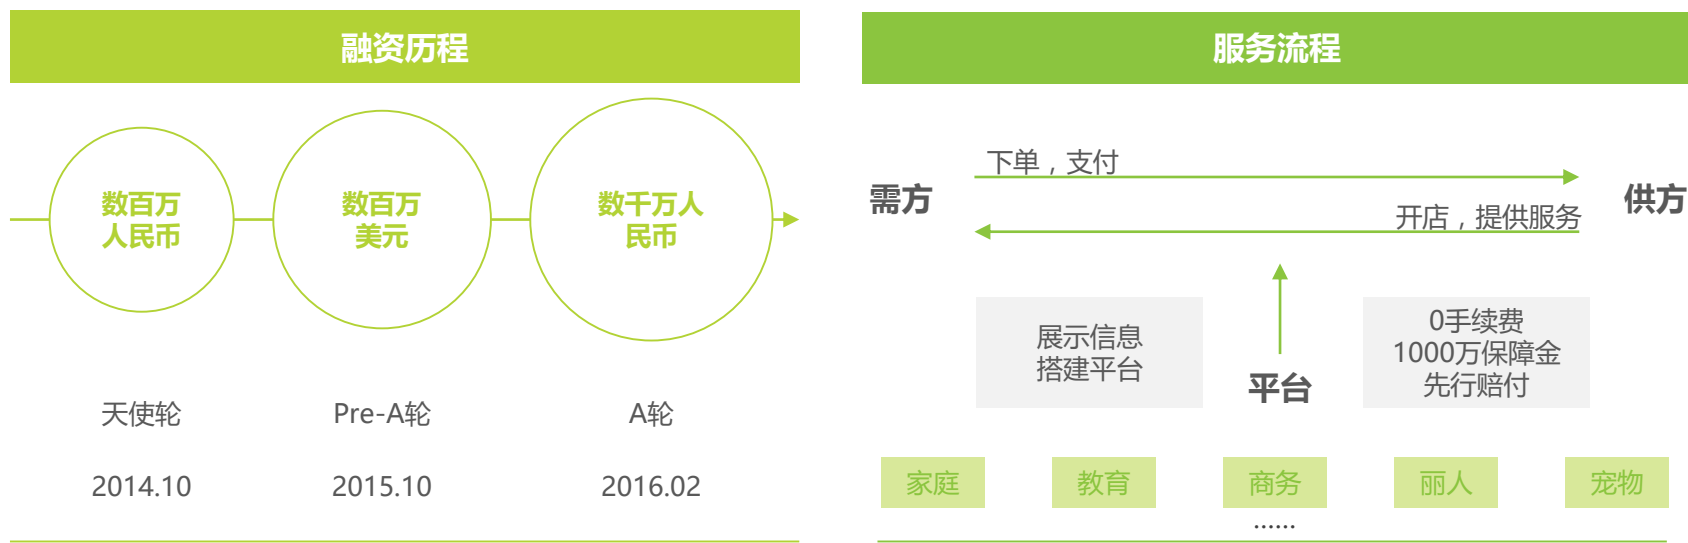 融资历程
数百万
人民币
数百万
美元
数千万人
民币
天使轮
Pre-A轮
A轮
2014.10
2015.10
2016.02
服务流程
需方
下单，支付
开店，提供服务
供方
展示信息
搭建平台
平台
0手续费
1000万保障金
先行赔付
家庭
教育
商务
丽人
宠物
……